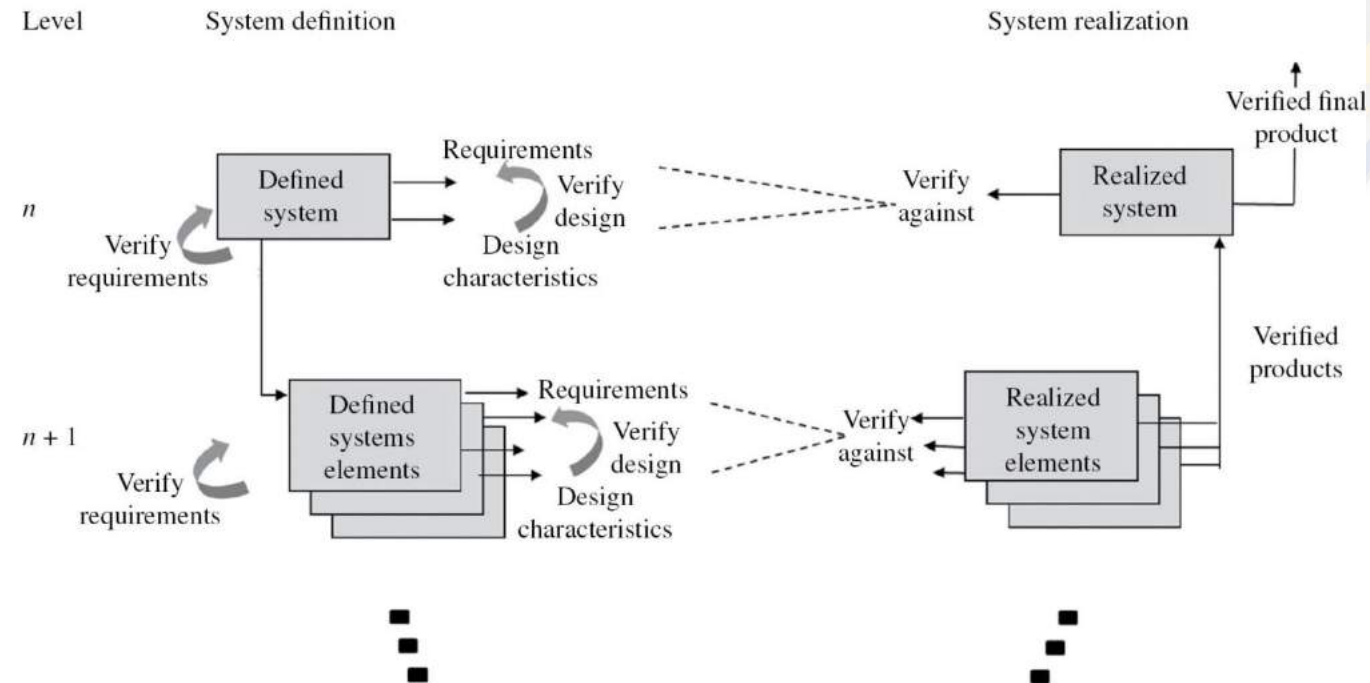 Level
System definition
System realization
Verified final
product
Requirements
Defined
system
Verify
design
Verify
against
Realized
system
n
Verify
requirements
Design
characteristics
Verified
products
Requirements
Defined
systems
elements
Verify
design
Verify
against
Realized
system
elements
n + 1
Verify
requirements
Design
characteristics